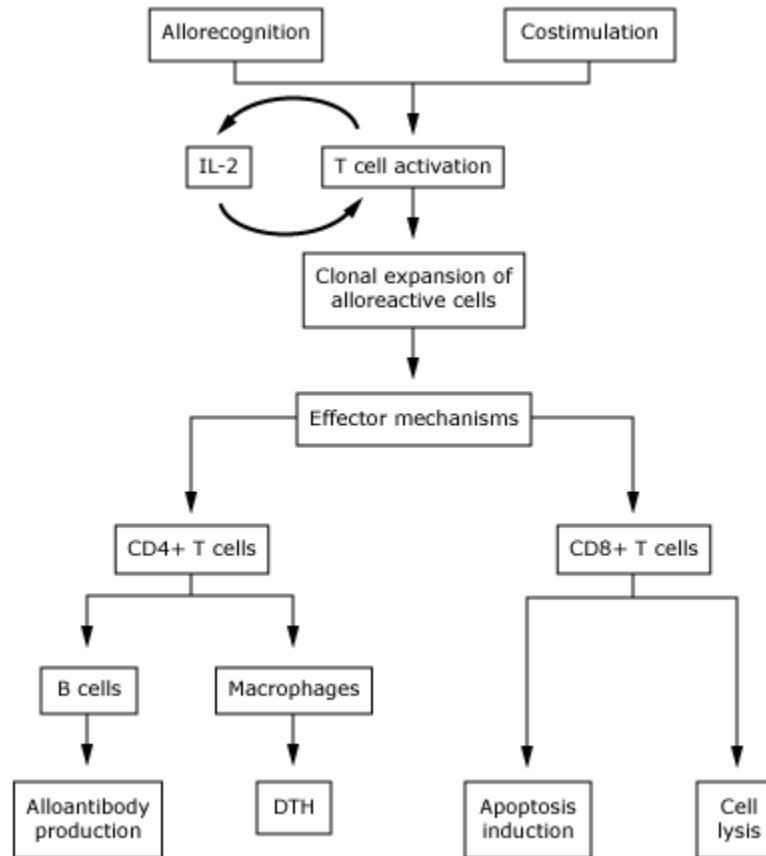 Allorecognition
Costimulation
IL-2
T cell activation
Clonal expansion of
alloreactive cells
Effector mechanisms
CD4+ T cells
CD8+ T cells
B cells
Macrophages
Alloantibody
production
DTH
Apoptosis
induction
Cell
lysis